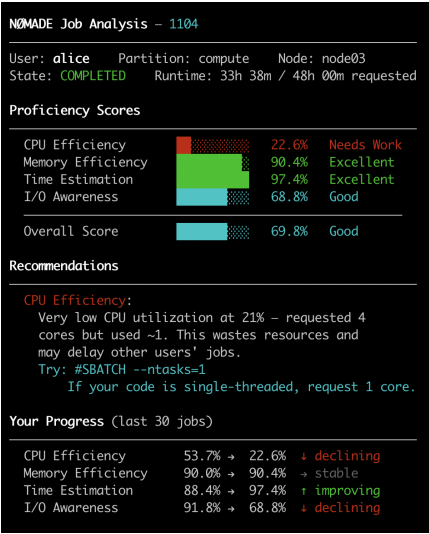 NØMADE Job Analysis — 1104
User: alice Partition: compute Node: node03
State: COMPLETED Runtime: 33h 38m / 48h 00m requested
Proficiency Scores
CPU Efficiency 22.6% Needs Work
Memory Efficiency 90.4% Excellent
Time Estimation 97.4% Excellent
I/O Awareness 68.8% Good
Overall Score 69.8% Good
Recommendations
CPU Efficiency:
Very low CPU utilization at 21% — requested 4
cores but used ~1. This wastes resources and
may delay other users' jobs.
Try: #SBATCH --ntasks=1
If your code is single-threaded, request 1 core.
Your Progress (last 30 jobs)
CPU Efficiency 53.7% → 22.6% ↓ declining
Memory Efficiency 90.0% → 90.4% → stable
Time Estimation 88.4% → 97.4% ↑ improving
I/O Awareness 91.8% → 68.8% ↓ declining